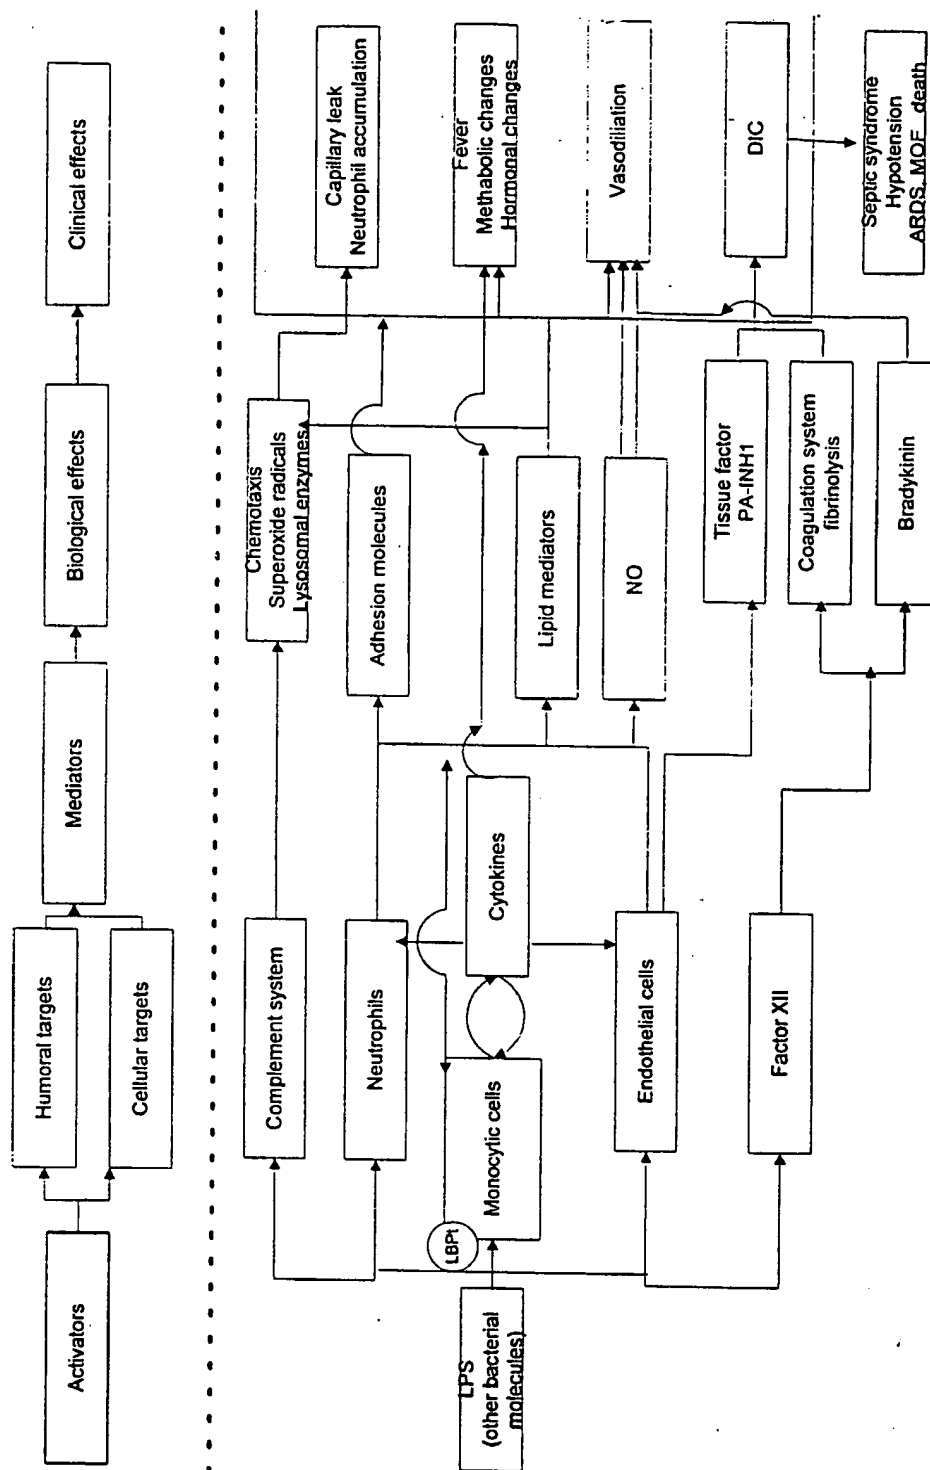 Activators
Humoral targets
Cellular targets
Mediators
Biological effects
Clinical effects
LPS
(other bacterial
molecules)
LBPt
Complement system
Neutrophils
Monocytic cells
Endothelial cells
Factor XII
Cytokines
Chemotaxis
Superoxide radicals
Lysosomal enzymes
Adhesion molecules
Lipid mediators
NO
Tissue factor
PA-INH1
Coagulation system
fibrinolysis
Bradykinin
Capillary leak
Neutrophil accumulation
Fever
Methabolic changes
Hormonal changes
Vasodiliation
DIC
Septic syndrome
Hypotension
ARDS, MOF, death